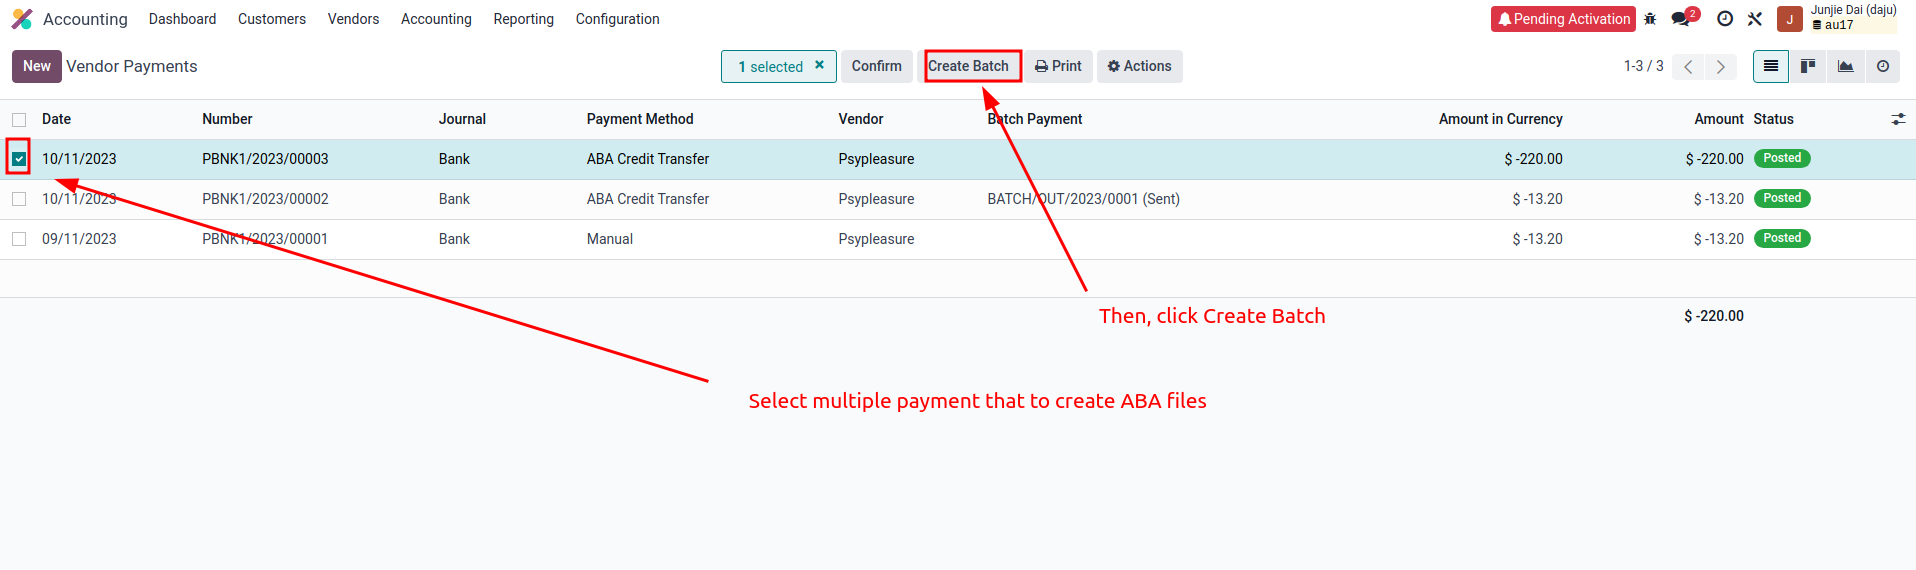 Accounting Dashboard Customers Vendors Accounting Reporting Configuration Pending Activation 2 J Junjie Dai (daju)
au17
New Vendor Payments 1 selected × Confirm Create Batch Print Actions 1-3 / 3
Date Number Journal Payment Method Vendor Batch Payment Amount in Currency Amount Status
10/11/2023 PBNK1/2023/00003 Bank ABA Credit Transfer Psypleasure $ -220.00 $ -220.00 Posted
10/11/2023 PBNK1/2023/00002 Bank ABA Credit Transfer Psypleasure BATCH/OUT/2023/0001 (Sent) $ -13.20 $ -13.20 Posted
09/11/2023 PBNK1/2023/00001 Bank Manual Psypleasure $ -13.20 $ -13.20 Posted
Then, click Create Batch $ -220.00
Select multiple payment that to create ABA files